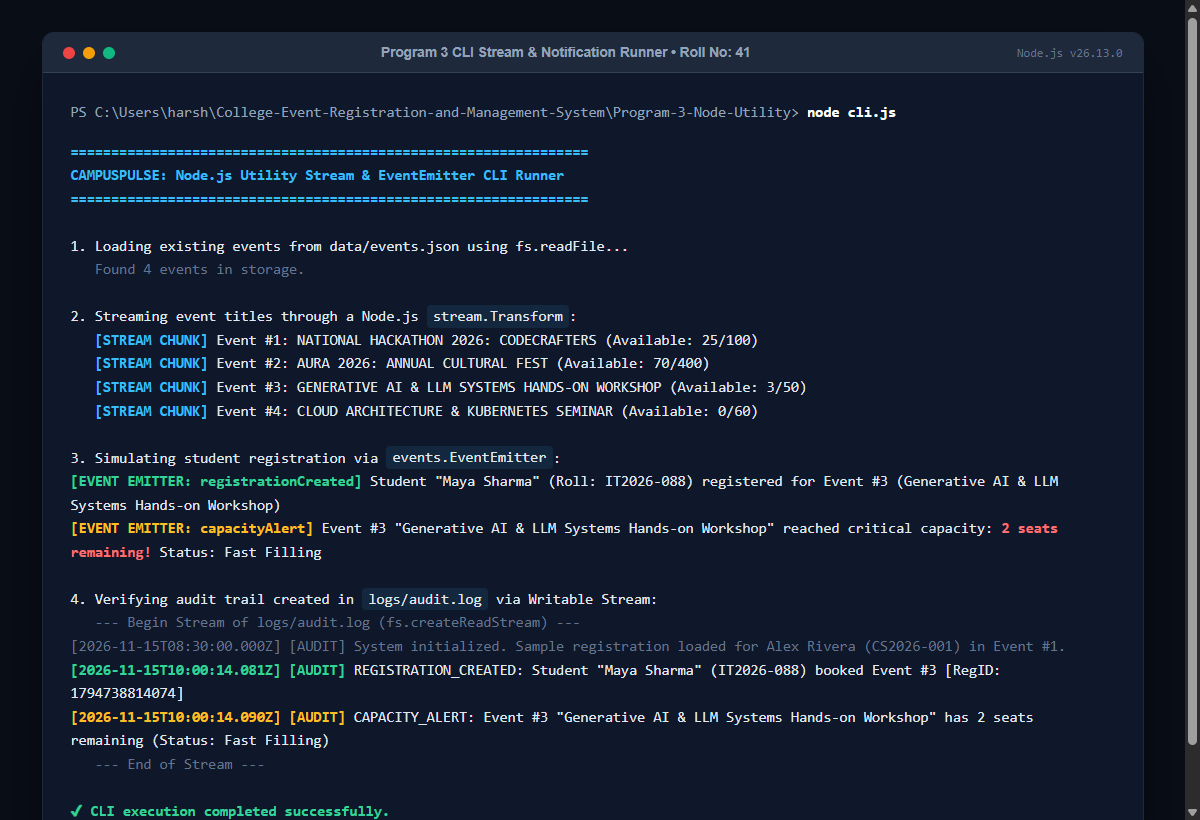 Program 3 CLI Stream & Notification Runner • Roll No: 41
Node.js v26.13.0
PS C:\Users\harsh\College-Event-Registration-and-Management-System\Program-3-Node-Utility> node cli.js
================================================================
CAMPUSPULSE: Node.js Utility Stream & EventEmitter CLI Runner
================================================================
1. Loading existing events from data/events.json using fs.readFile...
Found 4 events in storage.
2. Streaming event titles through a Node.js stream.Transform:
[STREAM CHUNK] Event #1: NATIONAL HACKATHON 2026: CODECRAFTERS (Available: 25/100)
[STREAM CHUNK] Event #2: AURA 2026: ANNUAL CULTURAL FEST (Available: 70/400)
[STREAM CHUNK] Event #3: GENERATIVE AI & LLM SYSTEMS HANDS-ON WORKSHOP (Available: 3/50)
[STREAM CHUNK] Event #4: CLOUD ARCHITECTURE & KUBERNETES SEMINAR (Available: 0/60)
3. Simulating student registration via events.EventEmitter:
[EVENT EMITTER: registrationCreated] Student "Maya Sharma" (Roll: IT2026-088) registered for Event #3 (Generative AI & LLM
Systems Hands-on Workshop)
[EVENT EMITTER: capacityAlert] Event #3 "Generative AI & LLM Systems Hands-on Workshop" reached critical capacity: 2 seats
remaining! Status: Fast Filling
4. Verifying audit trail created in logs/audit.log via Writable Stream:
--- Begin Stream of logs/audit.log (fs.createReadStream) ---
[2026-11-15T08:30:00.000Z] [AUDIT] System initialized. Sample registration loaded for Alex Rivera (CS2026-001) in Event #1.
[2026-11-15T10:00:14.081Z] [AUDIT] REGISTRATION_CREATED: Student "Maya Sharma" (IT2026-088) booked Event #3 [RegID:
1794738814074]
[2026-11-15T10:00:14.090Z] [AUDIT] CAPACITY_ALERT: Event #3 "Generative AI & LLM Systems Hands-on Workshop" has 2 seats
remaining (Status: Fast Filling)
--- End of Stream ---
✔ CLI execution completed successfully.